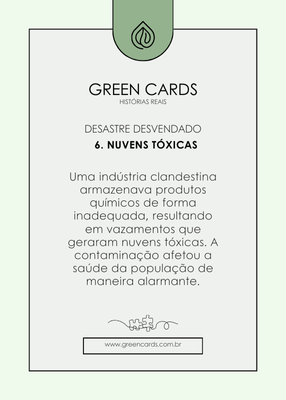 GREEN CARDS
HISTÓRIAS REAIS
DESASTRE DESVENDADO
6. NUVENS TÓXICAS
Uma indústria clandestina
armazenava produtos
químicos de forma
inadequada, resultando
em vazamentos que
geraram nuvens tóxicas. A
contaminação afetou a
saúde da população de
maneira alarmante.
www.greencards.com.br